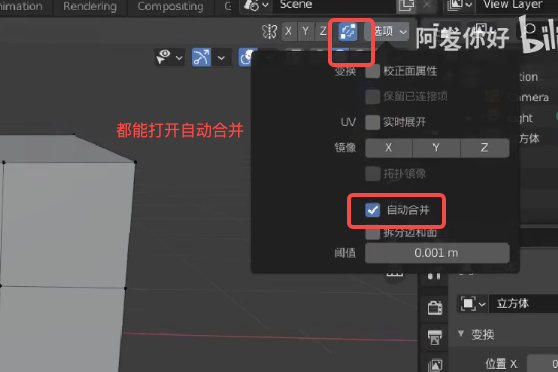 nimation Rendering Compositing G Scene View Layer
X Y Z 选项
阿发你好 bili
变换 校正面属性
保留已连接项
UV 实时展开
镜像 X Y Z
拓扑镜像
都能打开自动合并
自动合并
拆分边和面
阈值 0.001 m
ction
Camera
ght
方体
立方体
变换
位置 X 0